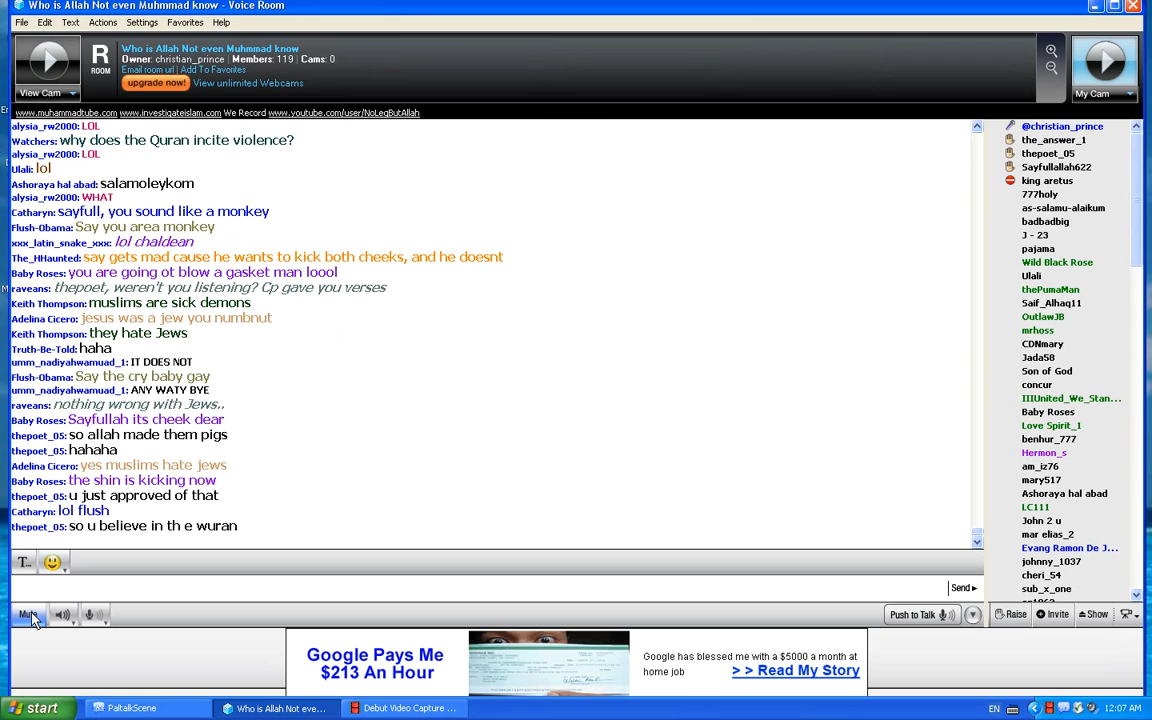 Who is Allah Not even Muhmmad know - Voice Room
File Edit Text Actions Settings Favorites Help
View Cam
R
ROOM
Who is Allah Not even Muhmmad know
Owner: christian_prince | Members: 119 | Cams: 0
Email room url | Add To Favorites
upgrade now! View unlimited Webcams
My Cam
www.muhammadtube.com www.investigateislam.com We Record www.youtube.com/user/NoLegButAllah
alysia_rw2000: LOL
Watchers: why does the Quran incite violence?
alysia_rw2000: LOL
Ulali: lol
Ashoraya hal abad: salamoleykom
alysia_rw2000: WHAT
Catharyn: sayfull, you sound like a monkey
Flush-Obama: Say you area monkey
xxx_latin_snake_xxx: lol chaldean
The_HHaunted: say gets mad cause he wants to kick both cheeks, and he doesnt
Baby Roses: you are going ot blow a gasket man loool
raveans: thepoet, weren't you listening? Cp gave you verses
Keith Thompson: muslims are sick demons
Adelina Cicero: jesus was a jew you numbnut
Keith Thompson: they hate Jews
Truth-Be-Told: haha
umm_nadiyahwamuad_1: IT DOES NOT
Flush-Obama: Say the cry baby gay
umm_nadiyahwamuad_1: ANY WATY BYE
raveans: nothing wrong with Jews..
Baby Roses: Sayfullah its cheek dear
thepoet_05: so allah made them pigs
thepoet_05: hahaha
Adelina Cicero: yes muslims hate jews
Baby Roses: the shin is kicking now
thepoet_05: u just approved of that
Catharyn: lol flush
thepoet_05: so u believe in th e wuran
@christian_prince
the_answer_1
thepoet_05
Sayfullallah622
king aretus
777holy
as-salamu-alaikum
badbadbig
J - 23
pajama
Wild Black Rose
Ulali
thePumaMan
Saif_Alhaq11
OutlawJB
mrhoss
CDNmary
Jada58
Son of God
concur
IIIUnited_We_Stan...
Baby Roses
Love Spirit_1
benhur_777
Hermon_s
am_iz76
mary517
Ashoraya hal abad
LC111
John 2 u
mar elias_2
Evang Ramon De J...
johnny_1037
cheri_54
sub_x_one
T...
Send
Mute
Push to Talk
Raise Invite Show
Google Pays Me
$213 An Hour
Google has blessed me with a $5000 a month at
home job
> > Read My Story
start
PaltalkScene
Who is Allah Not eve...
Debut Video Capture ...
EN
12:07 AM